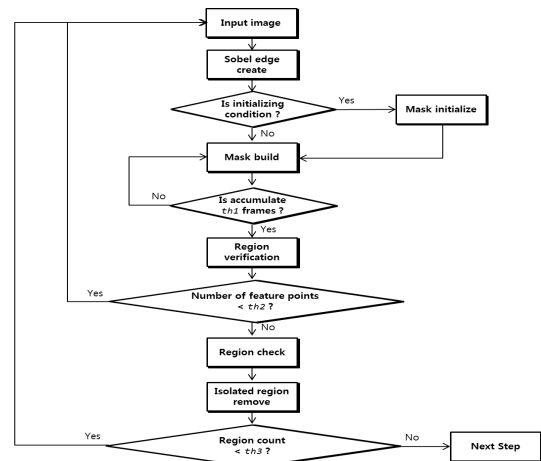 Input image
Sobel edge
create
Is initializing
condition ?
Yes
Mask initialize
No
Mask build
No
Is accumulate
th1 frames ?
Yes
Region
verification
Yes
Number of feature points
< th2 ?
No
Region check
Isolated region
remove
Yes
Region count
< th3 ?
No
Next Step